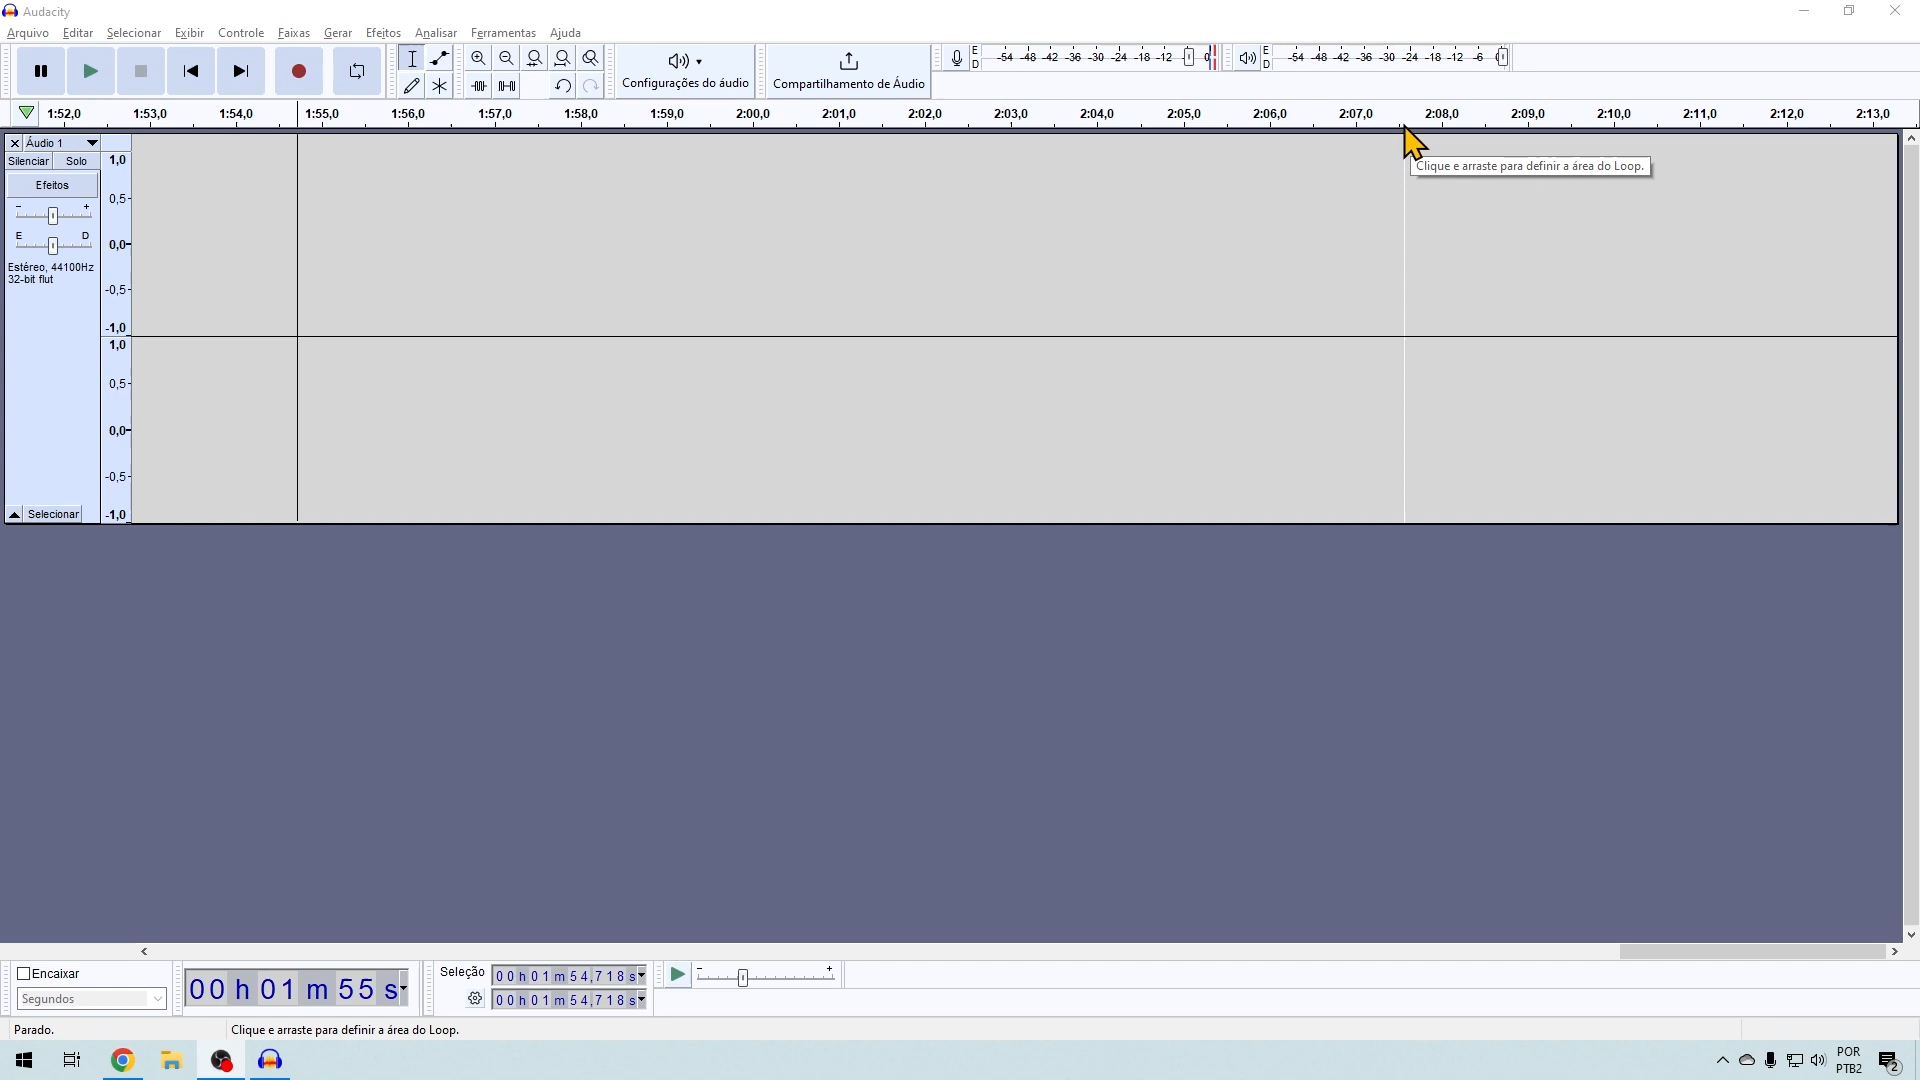 Audacity
Arquivo Editar Selecionar Exibir Controle Faixas Gerar Efeitos Analisar Ferramentas Ajuda
Configurações do áudio
Compartilhamento de Áudio
E
D
-54 -48 -42 -36 -30 -24 -18 -12 0
E
D
-54 -48 -42 -36 -30 -24 -18 -12 -6 0
1:52,0 1:53,0 1:54,0 1:55,0 1:56,0 1:57,0 1:58,0 1:59,0 2:00,0 2:01,0 2:02,0 2:03,0 2:04,0 2:05,0 2:06,0 2:07,0 2:08,0 2:09,0 2:10,0 2:11,0 2:12,0 2:13,0
Áudio 1
Silenciar Solo
Efeitos
- +
E D
Estéreo, 44100Hz
32-bit flut
Selecionar
1,0
0,5-
0,0-
-0,5-
-1,0
1,0
0,5-
0,0-
-0,5-
-1,0
Clique e arraste para definir a área do Loop.
Encaixar
Segundos
00 h 01 m 55 s
Seleção
00 h 01 m 54,718 s
00 h 01 m 54,718 s
- +
Parado.
Clique e arraste para definir a área do Loop.
POR
PTB2
2